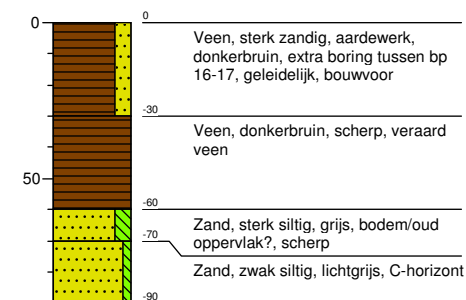 0
0
Veen, sterk zandig, aardewerk,
donkerbruin, extra boring tussen bp
16-17, geleidelijk, bouwvoor
-30
Veen, donkerbruin, scherp, veraard
veen
50
-60
Zand, sterk siltig, grijs, bodem/oud
oppervlak?, scherp
-70
Zand, zwak siltig, lichtgrijs, C-horizont
-90